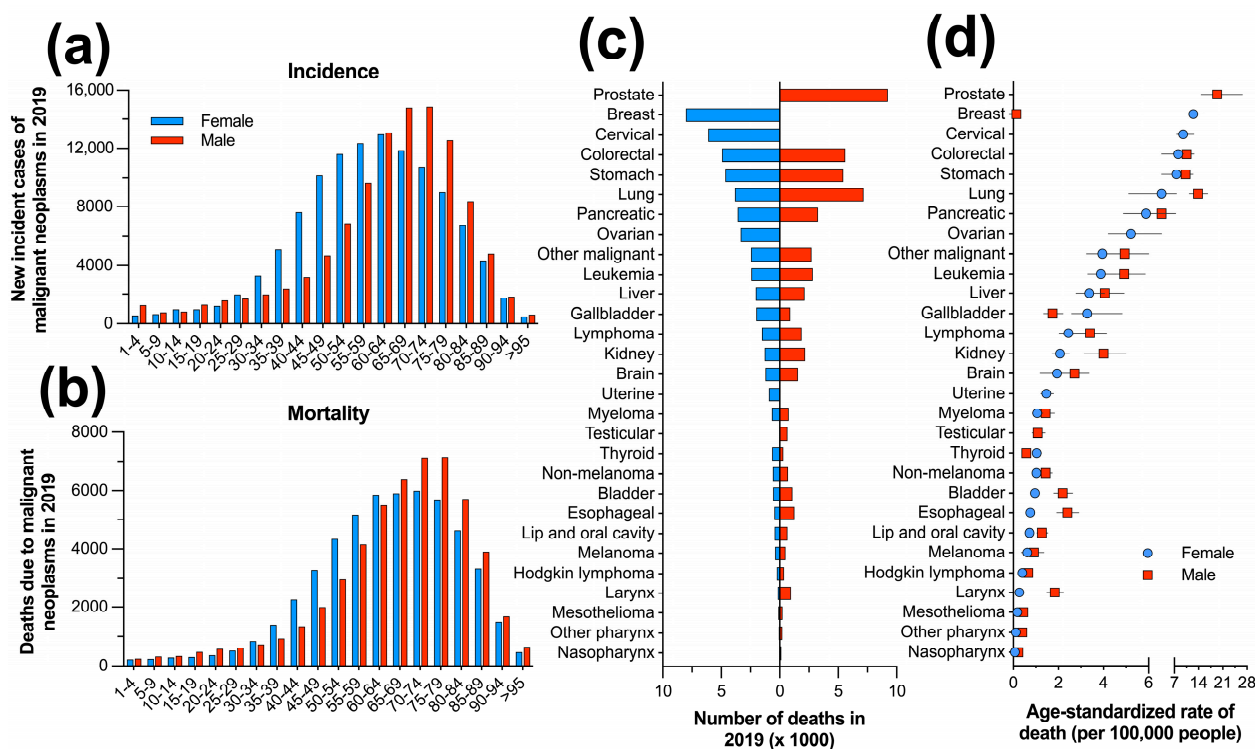 (a)
Incidence
New incident cases of
malignant neoplasms in 2019
16,000
12,000
8000
4000
0
Female
Male
1-4
5-9
10-14
15-19
20-24
25-29
30-34
35-39
40-44
45-49
50-54
55-59
60-64
65-69
70-74
75-79
80-84
85-89
90-94
>95
(b)
Mortality
Deaths due to malignant
neoplasms in 2019
8000
6000
4000
2000
0
1-4
5-9
10-14
15-19
20-24
25-29
30-34
35-39
40-44
45-49
50-54
55-59
60-64
65-69
70-74
75-79
80-84
85-89
90-94
>95
(c)
Prostate
Breast
Cervical
Colorectal
Stomach
Lung
Pancreatic
Ovarian
Other malignant
Leukemia
Liver
Gallbladder
Lymphoma
Kidney
Brain
Uterine
Myeloma
Testicular
Thyroid
Non-melanoma
Bladder
Esophageal
Lip and oral cavity
Melanoma
Hodgkin lymphoma
Larynx
Mesothelioma
Other pharynx
Nasopharynx
10 5 0 5 10
Number of deaths in
2019 (x 1000)
(d)
Prostate
Breast
Cervical
Colorectal
Stomach
Lung
Pancreatic
Ovarian
Other malignant
Leukemia
Liver
Gallbladder
Lymphoma
Kidney
Brain
Uterine
Myeloma
Testicular
Thyroid
Non-melanoma
Bladder
Esophageal
Lip and oral cavity
Melanoma
Hodgkin lymphoma
Larynx
Mesothelioma
Other pharynx
Nasopharynx
Female
Male
0 2 4 6 7 14 21 28
Age-standardized rate of
death (per 100,000 people)